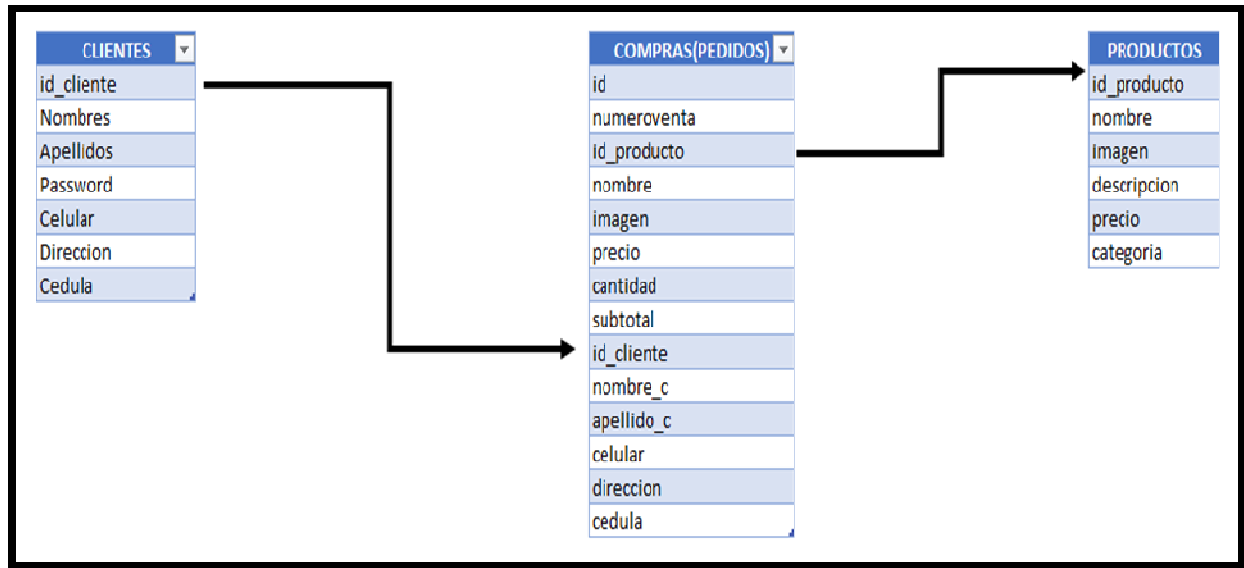 CLIENTES
id_cliente
Nombres
Apellidos
Password
Celular
Direccion
Cedula
COMPRAS(PEDIDOS)
id
numeroventa
id_producto
nombre
imagen
precio
cantidad
subtotal
id_cliente
nombre_c
apellido_c
celular
direccion
cedula
PRODUCTOS
id_producto
nombre
imagen
descripcion
precio
categoria